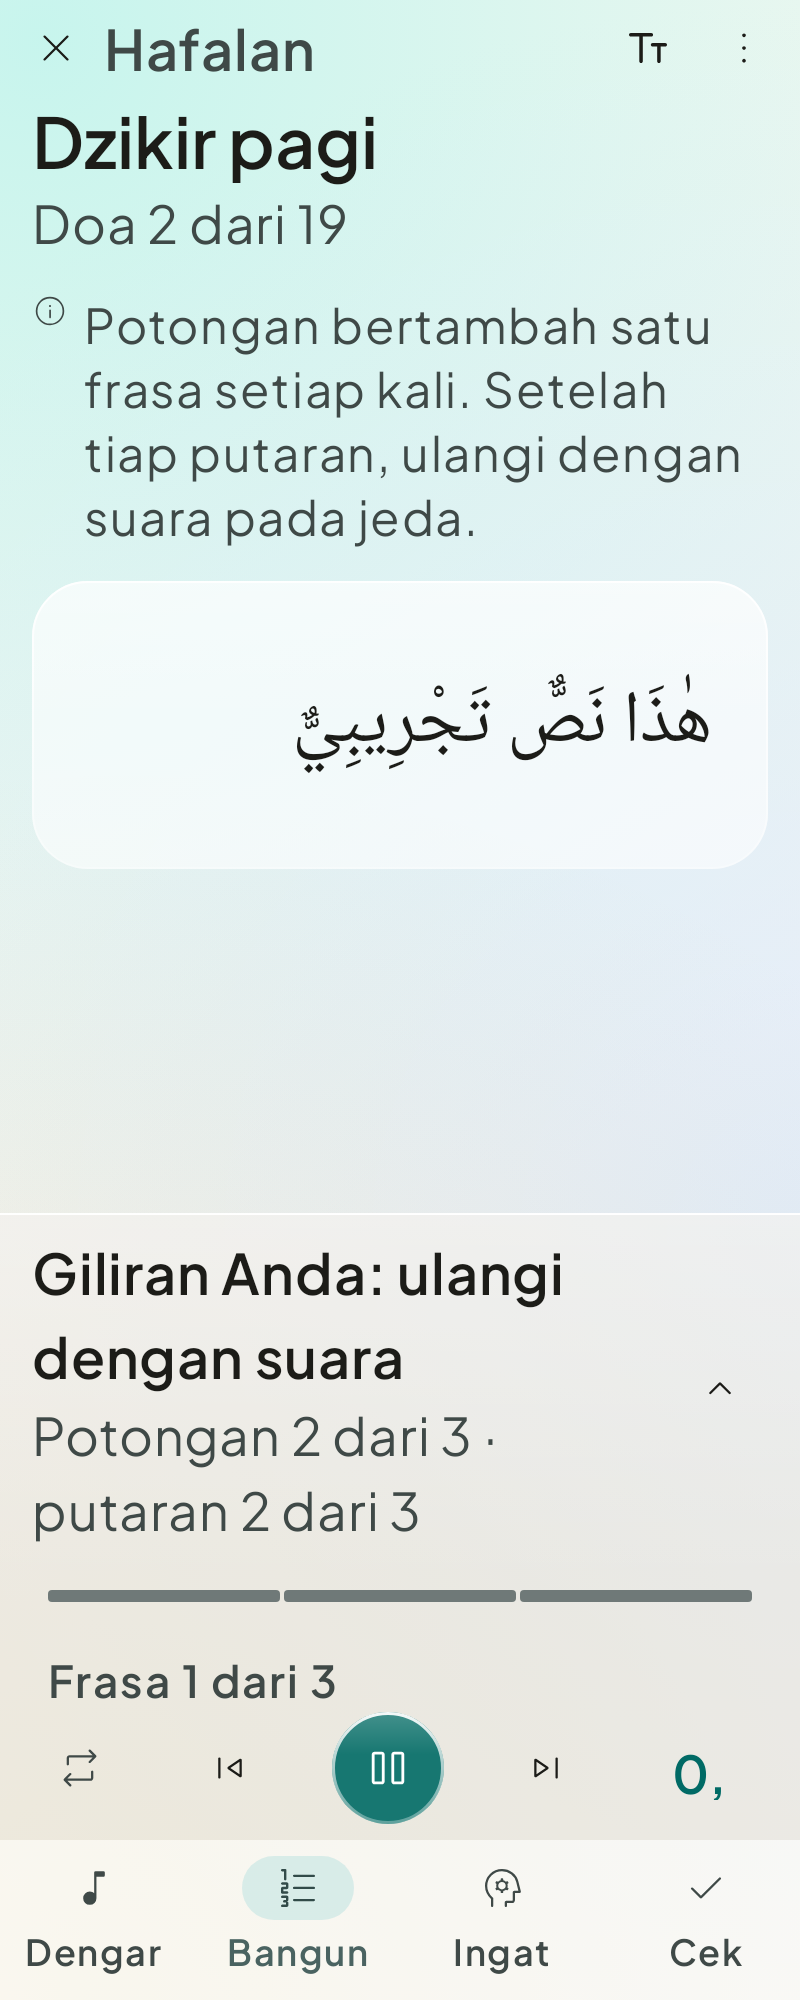 Hafalan
Dzikir pagi
Doa 2 dari 19
Potongan bertambah satu
frasa setiap kali. Setelah
tiap putaran, ulangi dengan
suara pada jeda.
هٰذَا نَصٌّ تَجْرِيبِيٌّ
Giliran Anda: ulangi
dengan suara
Potongan 2 dari 3 ·
putaran 2 dari 3
Frasa 1 dari 3
0,
Dengar
Bangun
Ingat
Cek